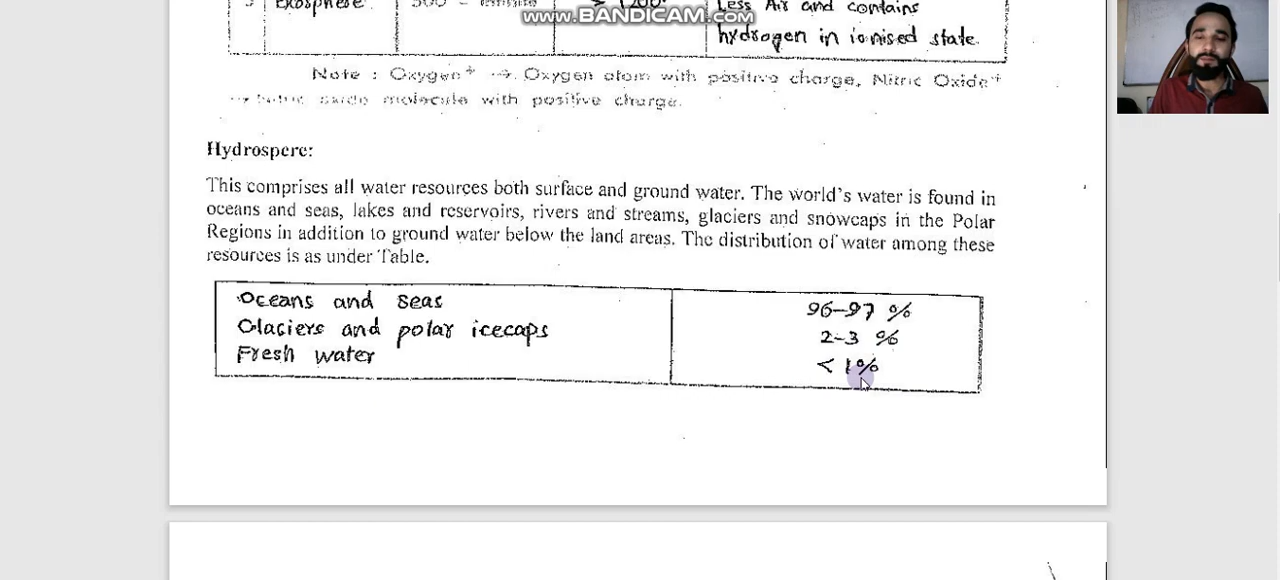 Exosphere
500 - infinite
> 1200.
Less Air and contains
hydrogen in ionised state.
www.BANDICAM.com
Note : Oxygen⁺ → Oxygen atom with positive charge, Nitric Oxide⁺
oxide molecule with positive charge.
Hydrospere:
This comprises all water resources both surface and ground water. The world's water is found in
oceans and seas, lakes and reservoirs, rivers and streams, glaciers and snowcaps in the Polar
Regions in addition to ground water below the land areas. The distribution of water among these
resources is as under Table.
Oceans and seas 96-97 %
Glaciers and polar icecaps 2-3 %
Fresh water < 1%